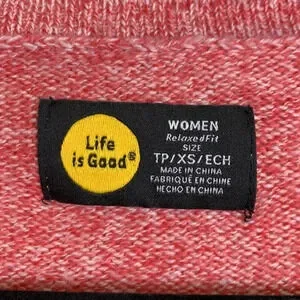 Life
is Good®
WOMEN
Relaxed Fit
SIZE
TP/XS/ECH
MADE IN CHINA
FABRIQUÉ EN CHINE
HECHO EN CHINA